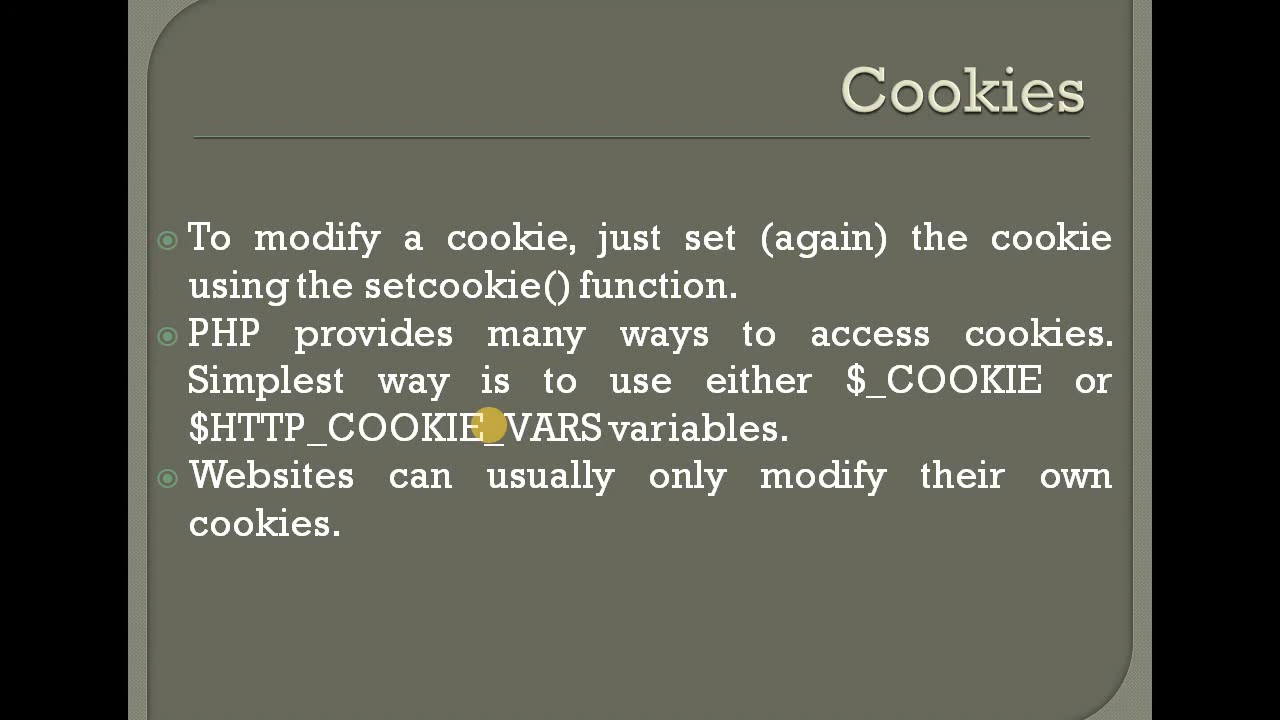 Cookies
To modify a cookie, just set (again) the cookie
using the setcookie() function.
PHP provides many ways to access cookies.
Simplest way is to use either $_COOKIE or
$HTTP_COOKIE_VARS variables.
Websites can usually only modify their own
cookies.